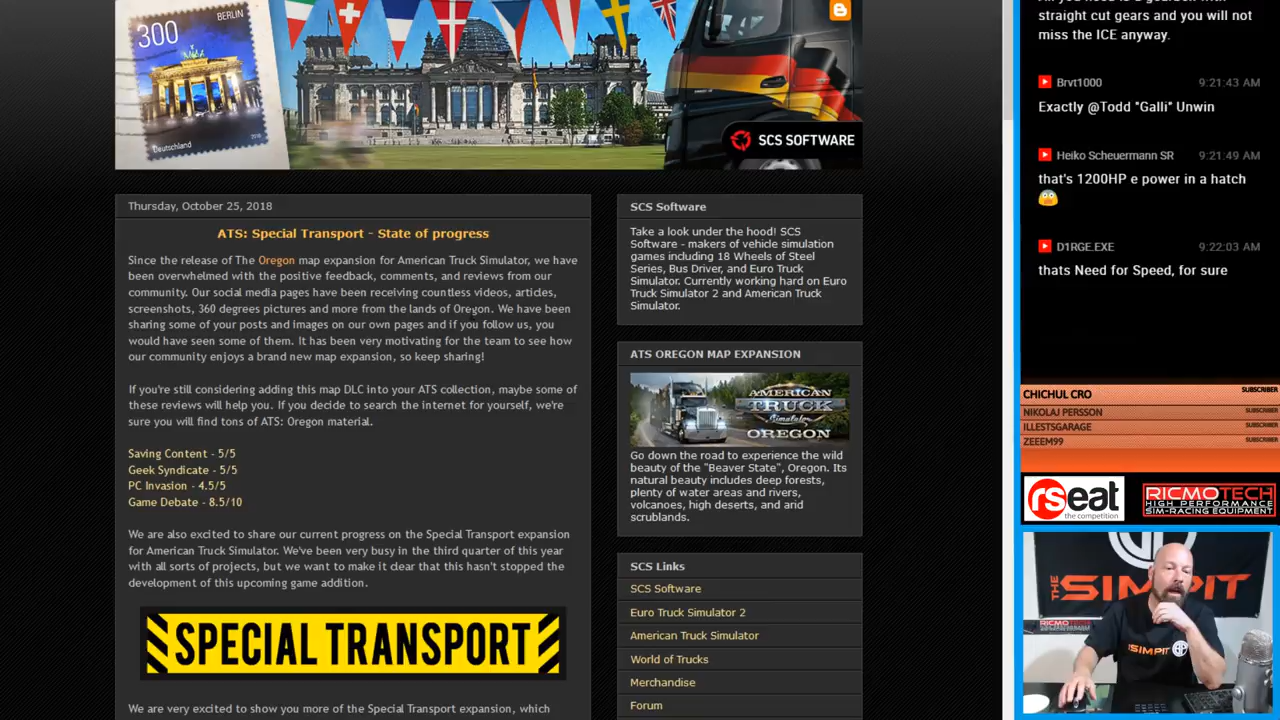 300
BERLIN
2018
Deutschland
SCS SOFTWARE
Thursday, October 25, 2018
ATS: Special Transport - State of progress
Since the release of The Oregon map expansion for American Truck Simulator, we have
been overwhelmed with the positive feedback, comments, and reviews from our
community. Our social media pages have been receiving countless videos, articles,
screenshots, 360 degrees pictures and more from the lands of Oregon. We have been
sharing some of your posts and images on our own pages and if you follow us, you
would have seen some of them. It has been very motivating for the team to see how
our community enjoys a brand new map expansion, so keep sharing!
If you're still considering adding this map DLC into your ATS collection, maybe some of
these reviews will help you. If you decide to search the internet for yourself, we're
sure you will find tons of ATS: Oregon material.
Saving Content - 5/5
Geek Syndicate - 5/5
PC Invasion - 4.5/5
Game Debate - 8.5/10
We are also excited to share our current progress on the Special Transport expansion
for American Truck Simulator. We've been very busy in the third quarter of this year
with all sorts of projects, but we want to make it clear that this hasn't stopped the
development of this upcoming game addition.
SPECIAL TRANSPORT
We are very excited to show you more of the Special Transport expansion, which
SCS Software
Take a look under the hood! SCS
Software - makers of vehicle simulation
games including 18 Wheels of Steel
Series, Bus Driver, and Euro Truck
Simulator. Currently working hard on Euro
Truck Simulator 2 and American Truck
Simulator.
ATS OREGON MAP EXPANSION
AMERICAN
TRUCK
Simulator
OREGON
Go down the road to experience the wild
beauty of the "Beaver State", Oregon. Its
natural beauty includes deep forests,
plenty of water areas and rivers,
volcanoes, high deserts, and arid
scrublands.
SCS Links
SCS Software
Euro Truck Simulator 2
American Truck Simulator
World of Trucks
Merchandise
Forum
straight cut gears and you will not
miss the ICE anyway.
Brvt1000 9:21:43 AM
Exactly @Todd "Galli" Unwin
Heiko Scheuermann SR 9:21:49 AM
that's 1200HP e power in a hatch
D1RGE.EXE 9:22:03 AM
thats Need for Speed, for sure
CHICHUL CRO SUBSCRIBER
NIKOLAJ PERSSON SUBSCRIBER
ILLESTSGARAGE SUBSCRIBER
ZEEEM99 SUBSCRIBER
rseat
the competition
RICMOTECH
HIGH PERFORMANCE
SIM-RACING EQUIPMENT
THE SIMPIT
RICMOTECH
THE SIMPIT